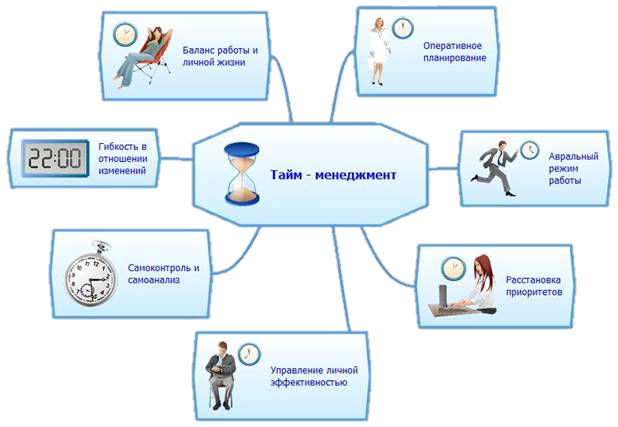 Баланс работы и
личной жизни
Оперативное
планирование
22:00
Гибкость в
отношении
изменений
Тайм - менеджмент
Авральный
режим
работы
Самоконтроль и
самоанализ
Расстановка
приоритетов
Управление личной
эффективностью